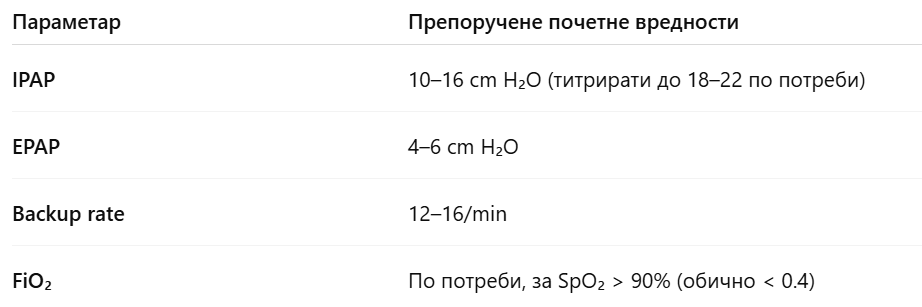 Параметар Препоручене почетне вредности
IPAP 10–16 cm H₂O (титрирати до 18–22 по потреби)
EPAP 4–6 cm H₂O
Backup rate 12–16/min
FiO₂ По потреби, за SpO₂ > 90% (обично < 0.4)